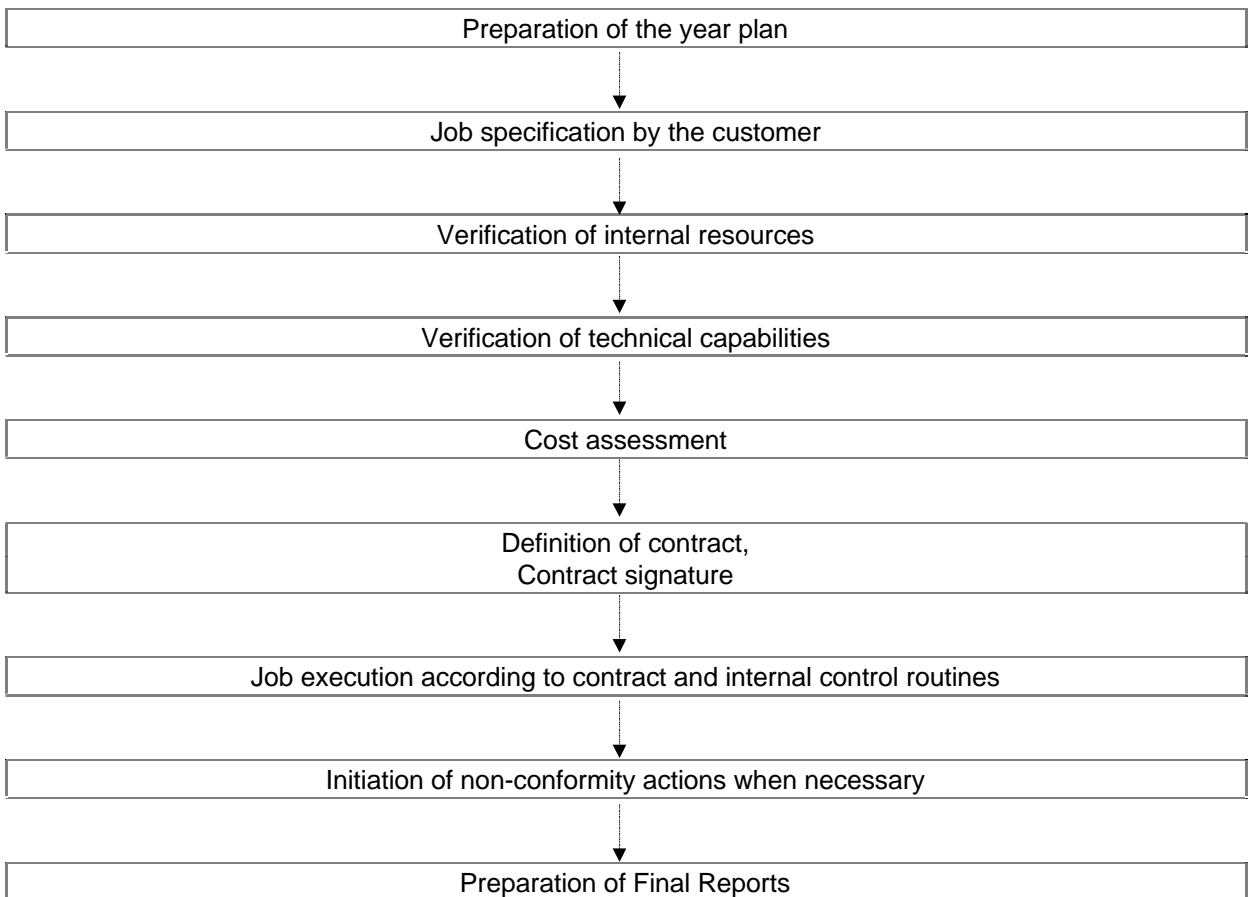 Preparation of the year plan
Job specification by the customer
Verification of internal resources
Verification of technical capabilities
Cost assessment
Definition of contract,
Contract signature
Job execution according to contract and internal control routines
Initiation of non-conformity actions when necessary
Preparation of Final Reports